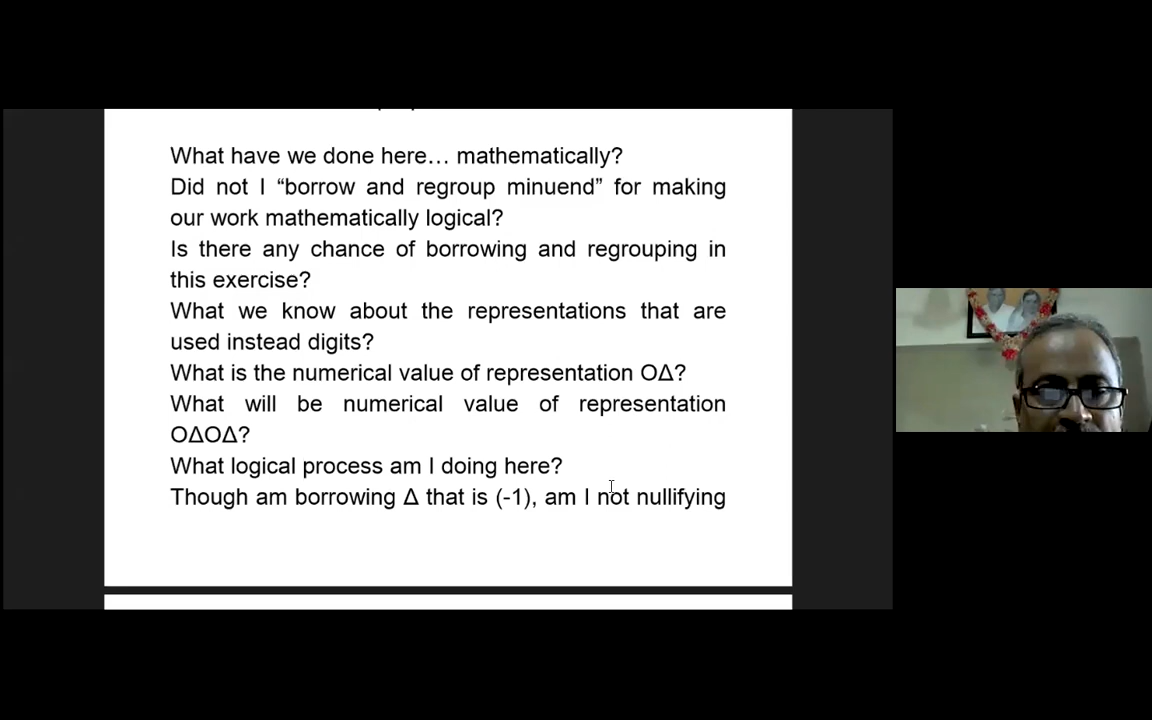 What have we done here… mathematically?
Did not I “borrow and regroup minuend” for making
our work mathematically logical?
Is there any chance of borrowing and regrouping in
this exercise?
What we know about the representations that are
used instead digits?
What is the numerical value of representation OΔ?
What will be numerical value of representation
OΔOΔ?
What logical process am I doing here?
Though am borrowing Δ that is (-1), am I not nullifying